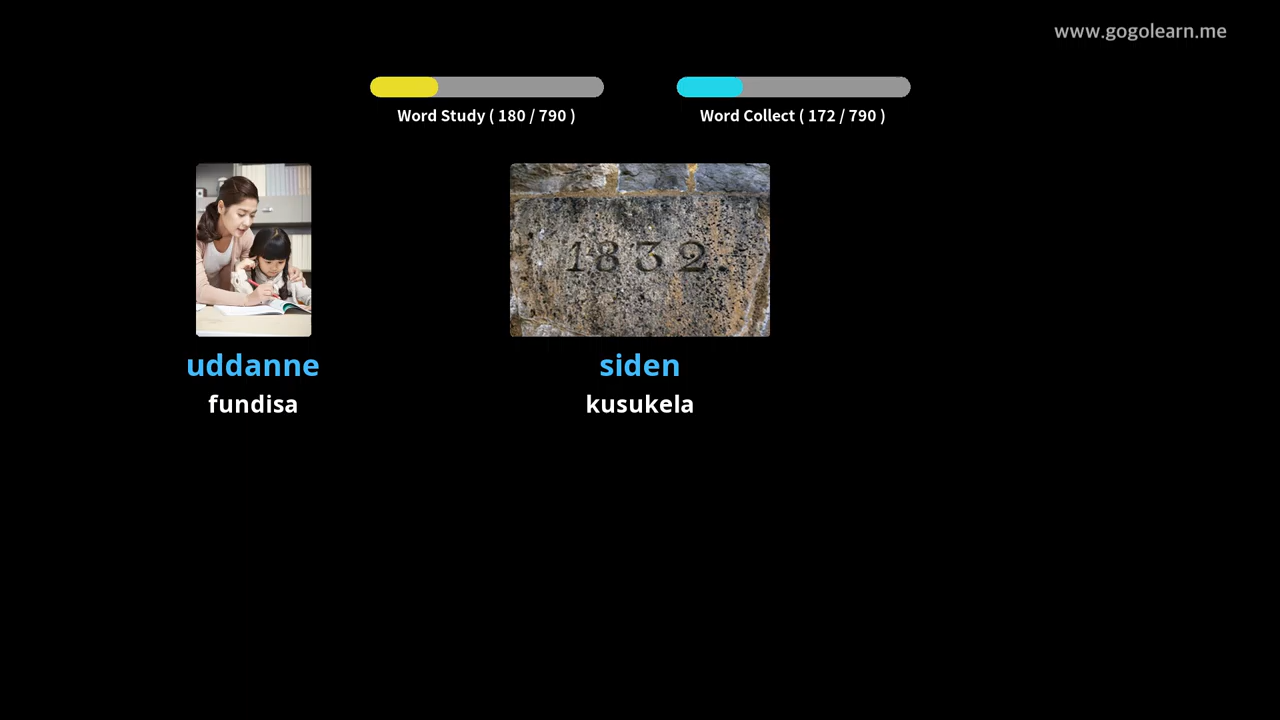 www.gogolearn.me
Word Study ( 180 / 790 )
Word Collect ( 172 / 790 )
1832.
uddanne
siden
fundisa
kusukela